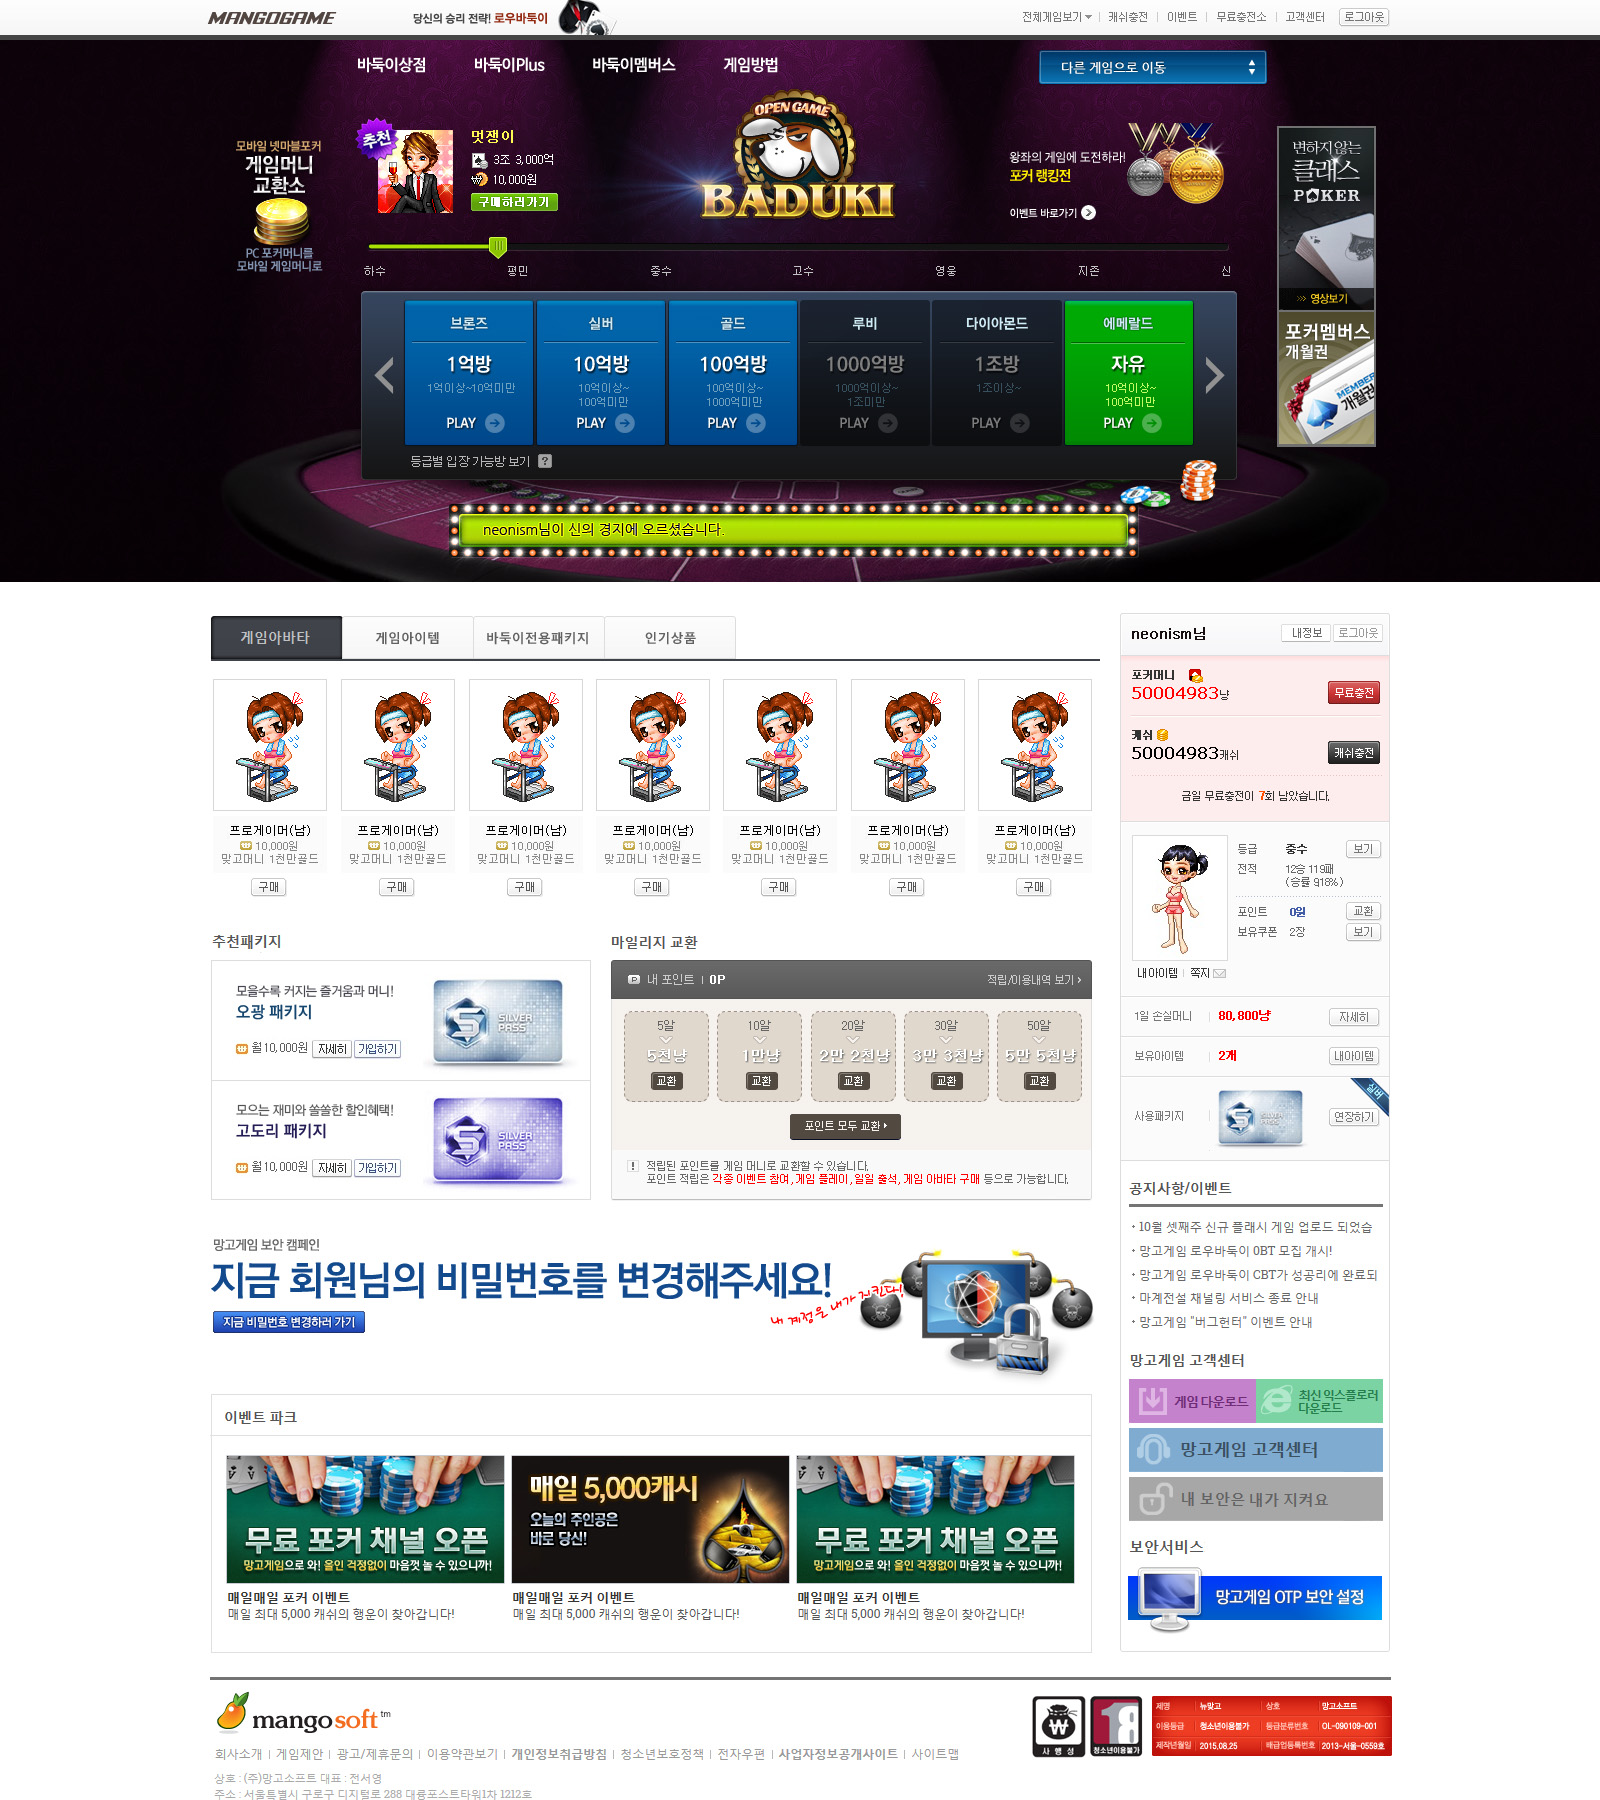 MANGOGAME
당신의 승리 전략! 로우바둑이
전체게임보기 | 캐쉬충전 | 이벤트 | 무료충전소 | 고객센터
로그아웃
바둑이상점
바둑이Plus
바둑이멤버스
게임방법
다른 게임으로 이동
모바일 넷마블포커
게임머니
교환소
PC 포커머니를
모바일 게임머니로
추천
멋쟁이
3조 3,000억
10,000원
구매하러가기
OPEN GAME
BADUKI
왕좌의 게임에 도전하라!
포커 랭킹전
이벤트 바로가기
변하지 않는
클래스
POKER
영상보기
포커멤버스
개월권
MEMBER
개월권
하수
평민
중수
고수
영웅
지존
신
브론즈
1억방
1억이상~10억미만
PLAY
실버
10억방
10억이상~
100억미만
PLAY
골드
100억방
100억이상~
1000억미만
PLAY
루비
1000억방
1000억이상~
1조미만
PLAY
다이아몬드
1조방
1조이상~
PLAY
에메랄드
자유
10억이상~
100억미만
PLAY
등급별 입장 가능방 보기 ?
neonism님이 신의 경지에 오르셨습니다.
게임아바타
게임아이템
바둑이전용패키지
인기상품
프로게이머(남)
10,000원
맞고머니 1천만골드
구매
프로게이머(남)
10,000원
맞고머니 1천만골드
구매
프로게이머(남)
10,000원
맞고머니 1천만골드
구매
프로게이머(남)
10,000원
맞고머니 1천만골드
구매
프로게이머(남)
10,000원
맞고머니 1천만골드
구매
프로게이머(남)
10,000원
맞고머니 1천만골드
구매
프로게이머(남)
10,000원
맞고머니 1천만골드
구매
추천패키지
모을수록 커지는 즐거움과 머니!
오광 패키지
월10,000원 자세히 가입하기
SILVER
PASS
모으는 재미와 쏠쏠한 할인혜택!
고도리 패키지
월10,000원 자세히 가입하기
SILVER
PASS
마일리지 교환
내 포인트 | 0P
적립/이용내역 보기
5알
5천냥
교환
10알
1만냥
교환
20알
2만 2천냥
교환
30알
3만 3천냥
교환
50알
5만 5천냥
교환
포인트 모두 교환
적립된 포인트를 게임 머니로 교환할 수 있습니다.
포인트 적립은 각종 이벤트 참여, 게임 플레이, 일일 출석, 게임 아바타 구매 등으로 가능합니다.
망고게임 보안 캠페인
지금 회원님의 비밀번호를 변경해주세요!
지금 비밀번호 변경하러 가기
내 계정은 내가 지킨다!
이벤트 파크
무료 포커 채널 오픈
망고게임으로 와! 올인 걱정없이 마음껏 놀 수 있으니까!
매일매일 포커 이벤트
매일 최대 5,000 캐쉬의 행운이 찾아갑니다!
매일 5,000캐시
오늘의 주인공은
바로 당신!
매일매일 포커 이벤트
매일 최대 5,000 캐쉬의 행운이 찾아갑니다!
무료 포커 채널 오픈
망고게임으로 와! 올인 걱정없이 마음껏 놀 수 있으니까!
매일매일 포커 이벤트
매일 최대 5,000 캐쉬의 행운이 찾아갑니다!
neonism님
내정보
로그아웃
포커머니
50004983냥
무료충전
캐쉬
50004983캐쉬
캐쉬충전
금일 무료충전이 7회 남았습니다.
등급 중수 보기
전적 12승 119패
(승률 9.18%)
포인트 0원 교환
보유쿠폰 2장 보기
내아이템 | 쪽지
1일 손실머니 80,800냥 자세히
보유아이템 2개 내아이템
사용패키지 연장하기
SILVER
PASS
실버
공지사항/이벤트
10월 셋째주 신규 플래시 게임 업로드 되었습
망고게임 로우바둑이 OBT 모집 개시!
망고게임 로우바둑이 CBT가 성공리에 완료되
마계전설 채널링 서비스 종료 안내
망고게임 "버그헌터" 이벤트 안내
망고게임 고객센터
게임 다운로드
최신 익스플로러
다운로드
망고게임 고객센터
내 보안은 내가 지켜요
보안서비스
망고게임 OTP 보안 설정
mangosoft tm
회사소개 | 게임제안 | 광고/제휴문의 | 이용약관보기 | 개인정보취급방침 | 청소년보호정책 | 전자우편 | 사업자정보공개사이트 | 사이트맵
상호 : (주)망고소프트 대표 : 전서영
주소 : 서울특별시 구로구 디지털로 288 대륭포스트타워1차 1212호
사행성
18
청소년이용불가
제명 뉴맞고 상호 망고소프트
이용등급 청소년이용불가 등급분류번호 OL-090109-001
제작년월일 2015.08.25 배급업등록번호 2013-서울-0559호